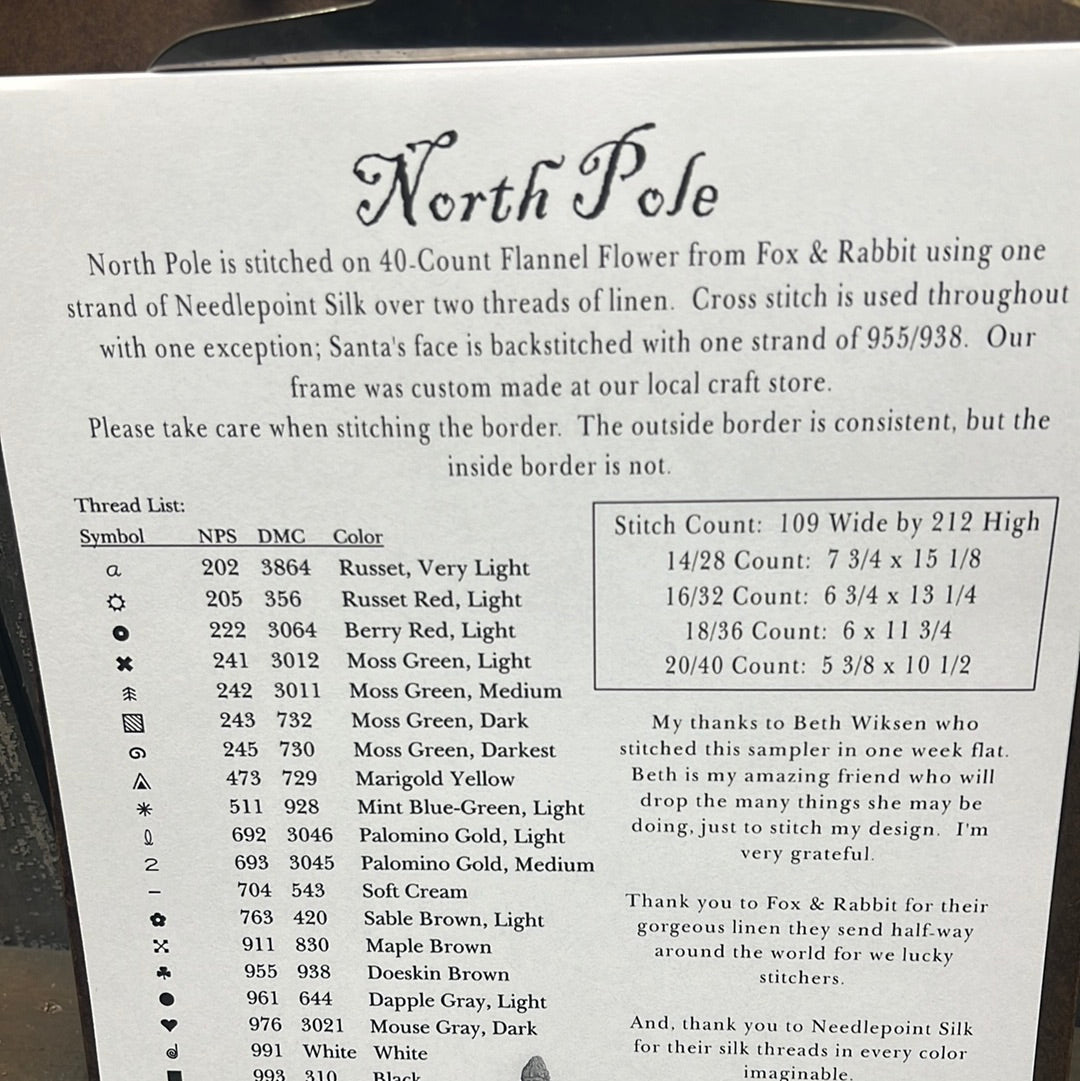 North Pole
North Pole is stitched on 40-Count Flannel Flower from Fox & Rabbit using one
strand of Needlepoint Silk over two threads of linen. Cross stitch is used throughout
with one exception; Santa's face is backstitched with one strand of 955/938. Our
frame was custom made at our local craft store.
Please take care when stitching the border. The outside border is consistent, but the
inside border is not.
Thread List:
Symbol NPS DMC Color
a 202 3864 Russet, Very Light
205 356 Russet Red, Light
222 3064 Berry Red, Light
241 3012 Moss Green, Light
242 3011 Moss Green, Medium
243 732 Moss Green, Dark
245 730 Moss Green, Darkest
473 729 Marigold Yellow
511 928 Mint Blue-Green, Light
692 3046 Palomino Gold, Light
2 693 3045 Palomino Gold, Medium
704 543 Soft Cream
763 420 Sable Brown, Light
911 830 Maple Brown
955 938 Doeskin Brown
961 644 Dapple Gray, Light
976 3021 Mouse Gray, Dark
991 White White
993 310 Black
Stitch Count: 109 Wide by 212 High
14/28 Count: 7 3/4 x 15 1/8
16/32 Count: 6 3/4 x 13 1/4
18/36 Count: 6 x 11 3/4
20/40 Count: 5 3/8 x 10 1/2
My thanks to Beth Wiksen who
stitched this sampler in one week flat.
Beth is my amazing friend who will
drop the many things she may be
doing, just to stitch my design. I'm
very grateful.
Thank you to Fox & Rabbit for their
gorgeous linen they send half-way
around the world for we lucky
stitchers.
And, thank you to Needlepoint Silk
for their silk threads in every color
imaginable.